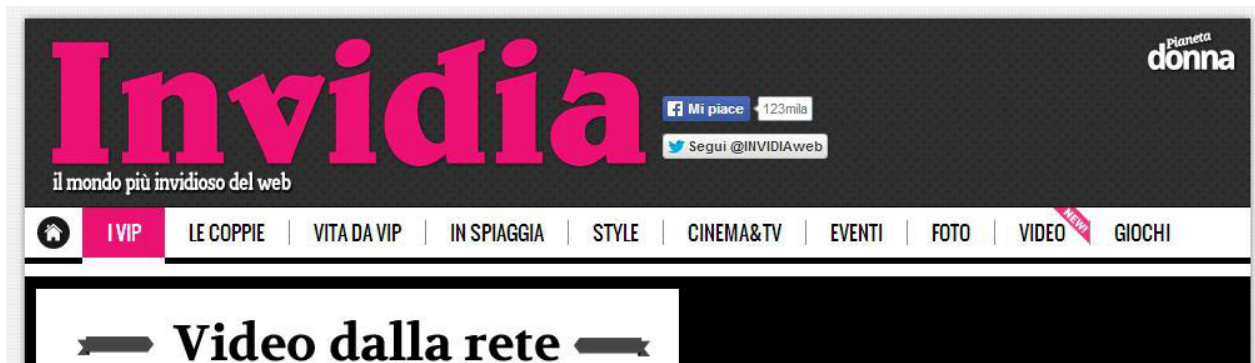 Invidia
il mondo più invidioso del web
Mi piace 123mila
Segui @INVIDIAweb
Pianeta
donna
I VIP LE COPPIE VITA DA VIP IN SPIAGGIA STYLE CINEMA&TV EVENTI FOTO VIDEO NEW! GIOCHI
Video dalla rete